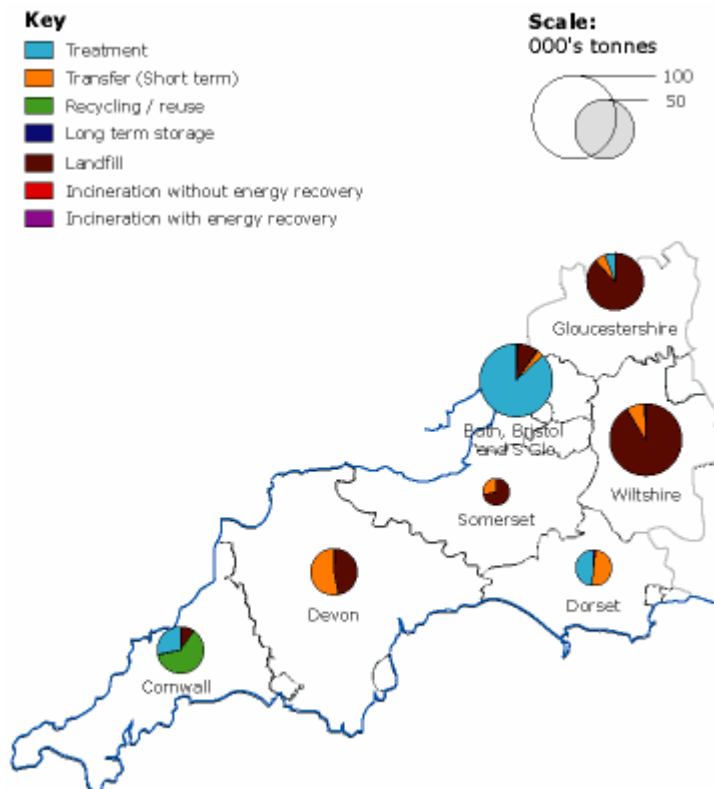 Key
Treatment
Transfer (Short term)
Recycling / reuse
Long term storage
Landfill
Incineration without energy recovery
Incineration with energy recovery
Scale:
000's tonnes
100
50
Gloucestershire
Bath, Bristol
and S Glo
Wiltshire
Somerset
Devon
Dorset
Cornwall